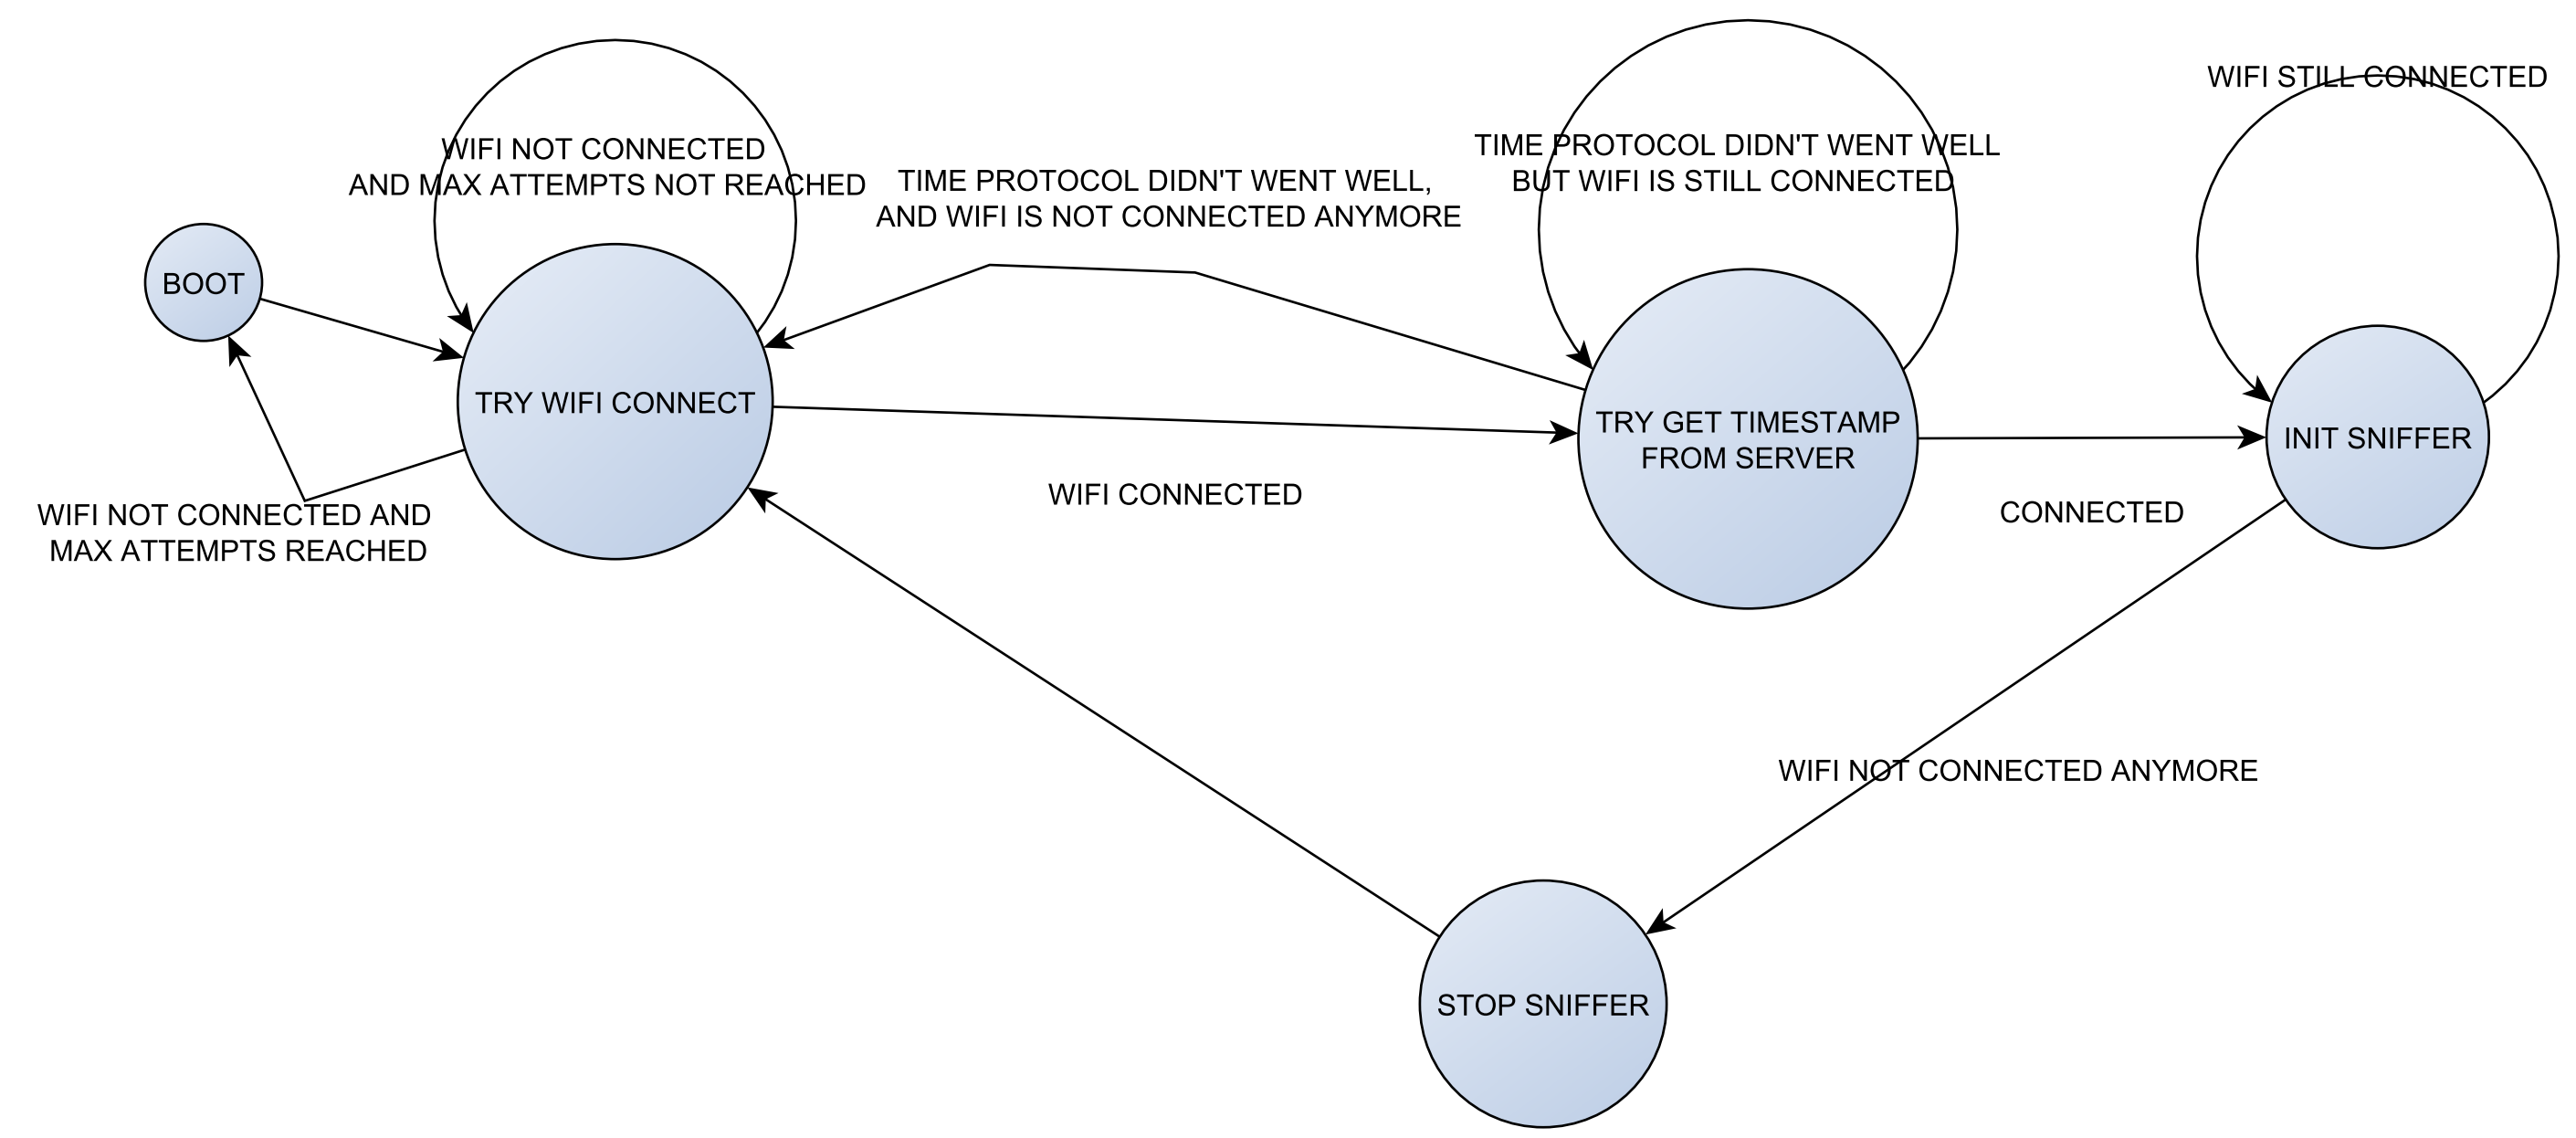 WIFI STILL CONNECTED
WIFI NOT CONNECTED
AND MAX ATTEMPTS NOT REACHED
TIME PROTOCOL DIDN'T WENT WELL,
AND WIFI IS NOT CONNECTED ANYMORE
TIME PROTOCOL DIDN'T WENT WELL
BUT WIFI IS STILL CONNECTED
BOOT
TRY WIFI CONNECT
TRY GET TIMESTAMP
FROM SERVER
INIT SNIFFER
WIFI NOT CONNECTED AND
MAX ATTEMPTS REACHED
WIFI CONNECTED
CONNECTED
WIFI NOT CONNECTED ANYMORE
STOP SNIFFER